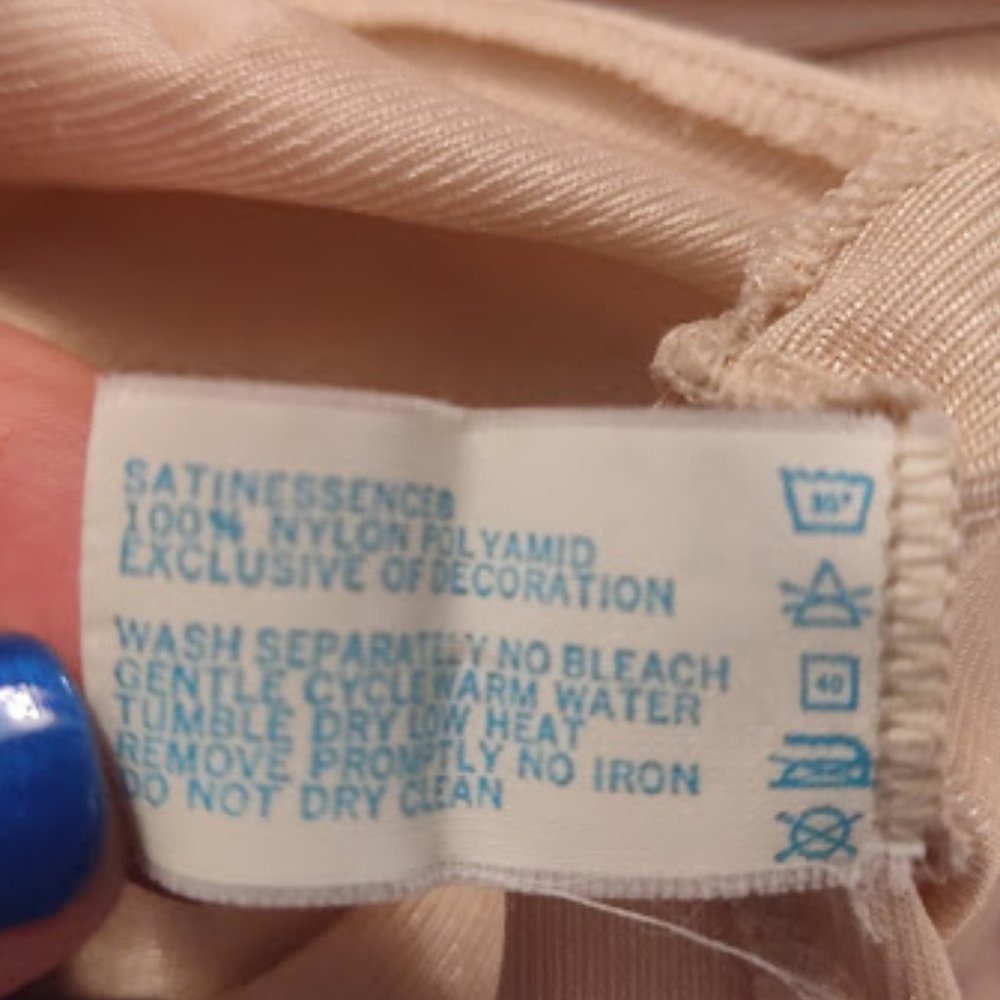 SATINESSENCE®
100% NYLON POLYAMID
EXCLUSIVE OF DECORATION
WASH SEPARATELY NO BLEACH
GENTLE CYCLE WARM WATER
TUMBLE DRY LOW HEAT
REMOVE PROMPTLY NO IRON
DO NOT DRY CLEAN
30°
40